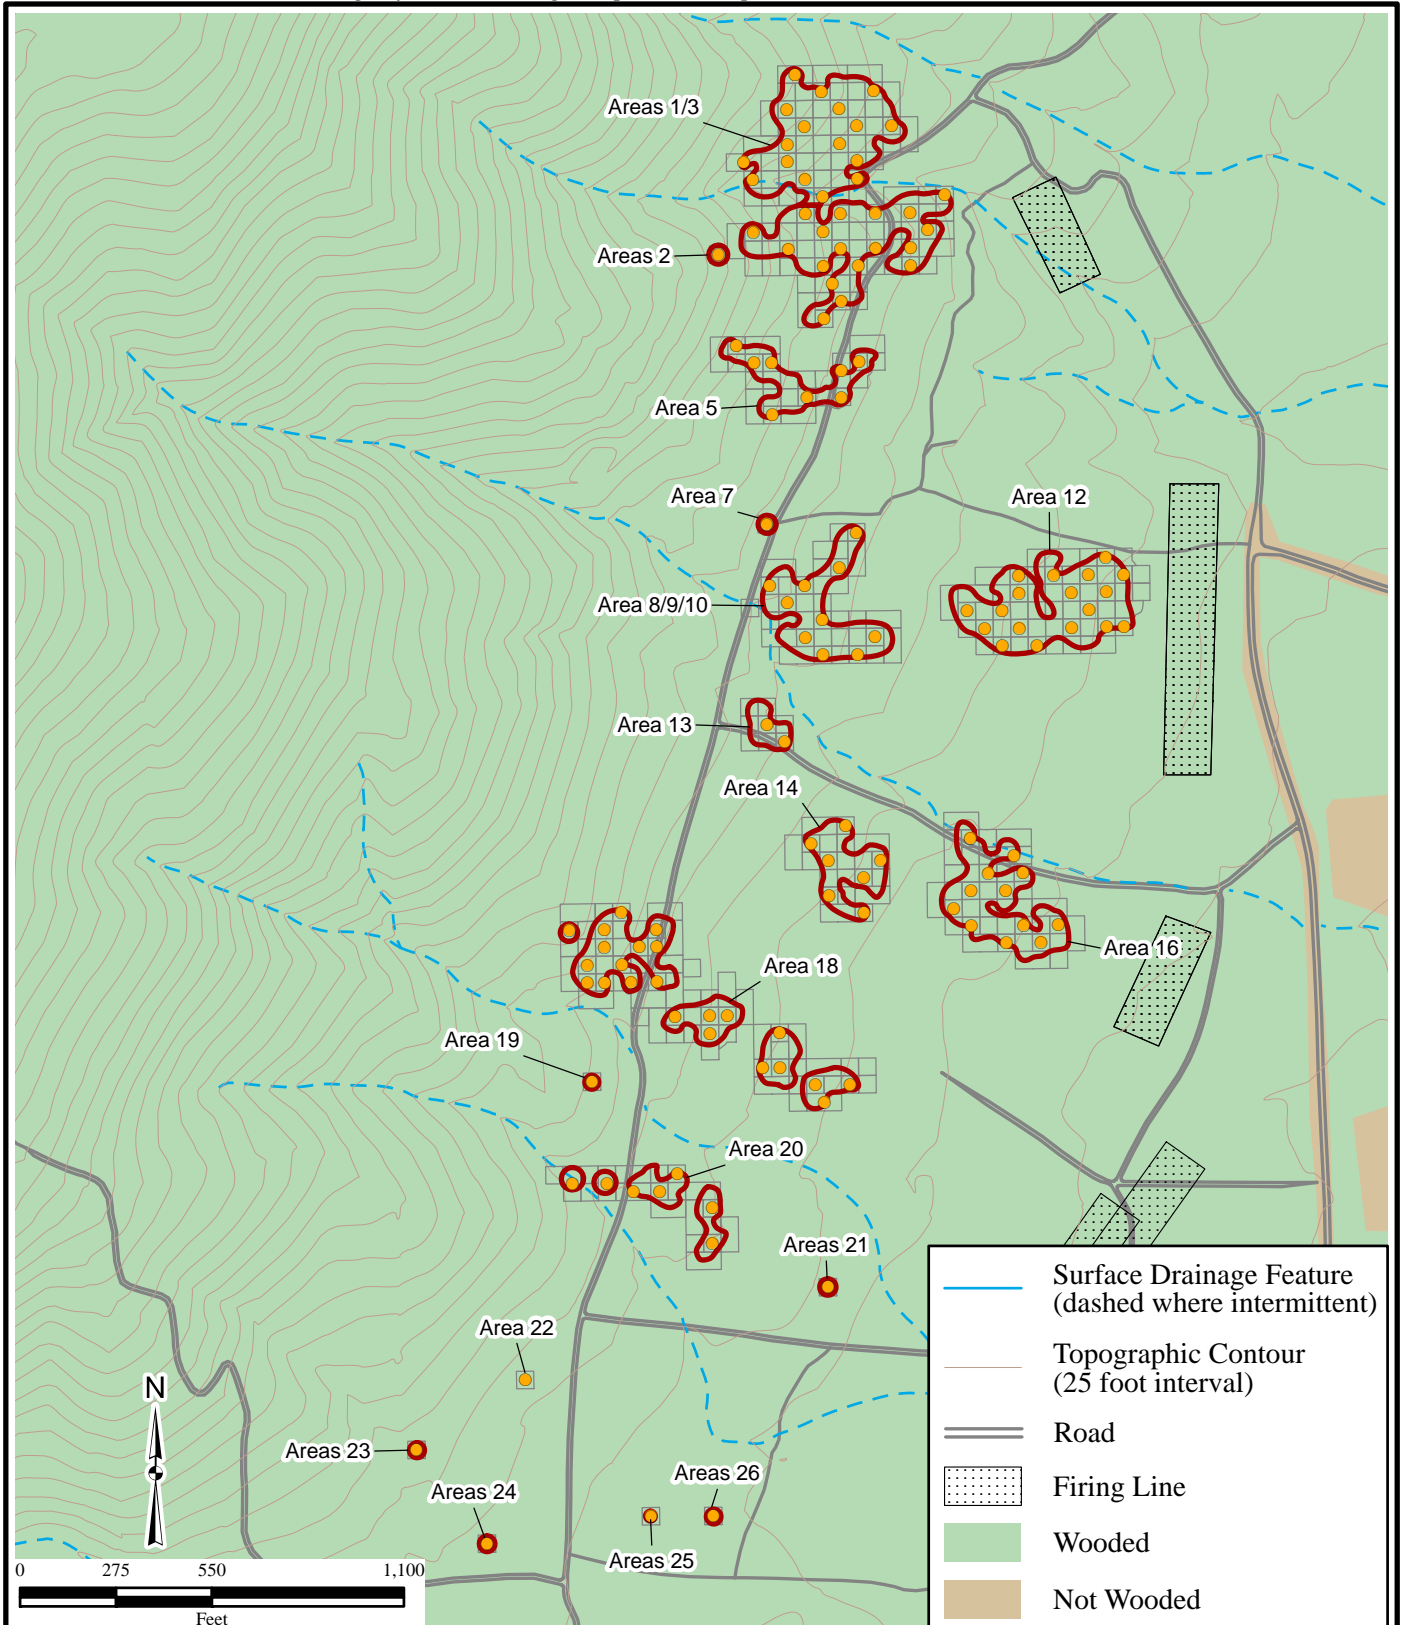 Areas 1/3
Areas 2
Area 5
Area 7
Area 12
Area 8/9/10
Area 13
Area 14
Area 16
Area 18
Area 19
Area 20
Areas 21
Area 22
Areas 23
Areas 24
Areas 26
Areas 25
N
0 275 550 1,100
Feet
Surface Drainage Feature
(dashed where intermittent)
Topographic Contour
(25 foot interval)
Road
Firing Line
Wooded
Not Wooded